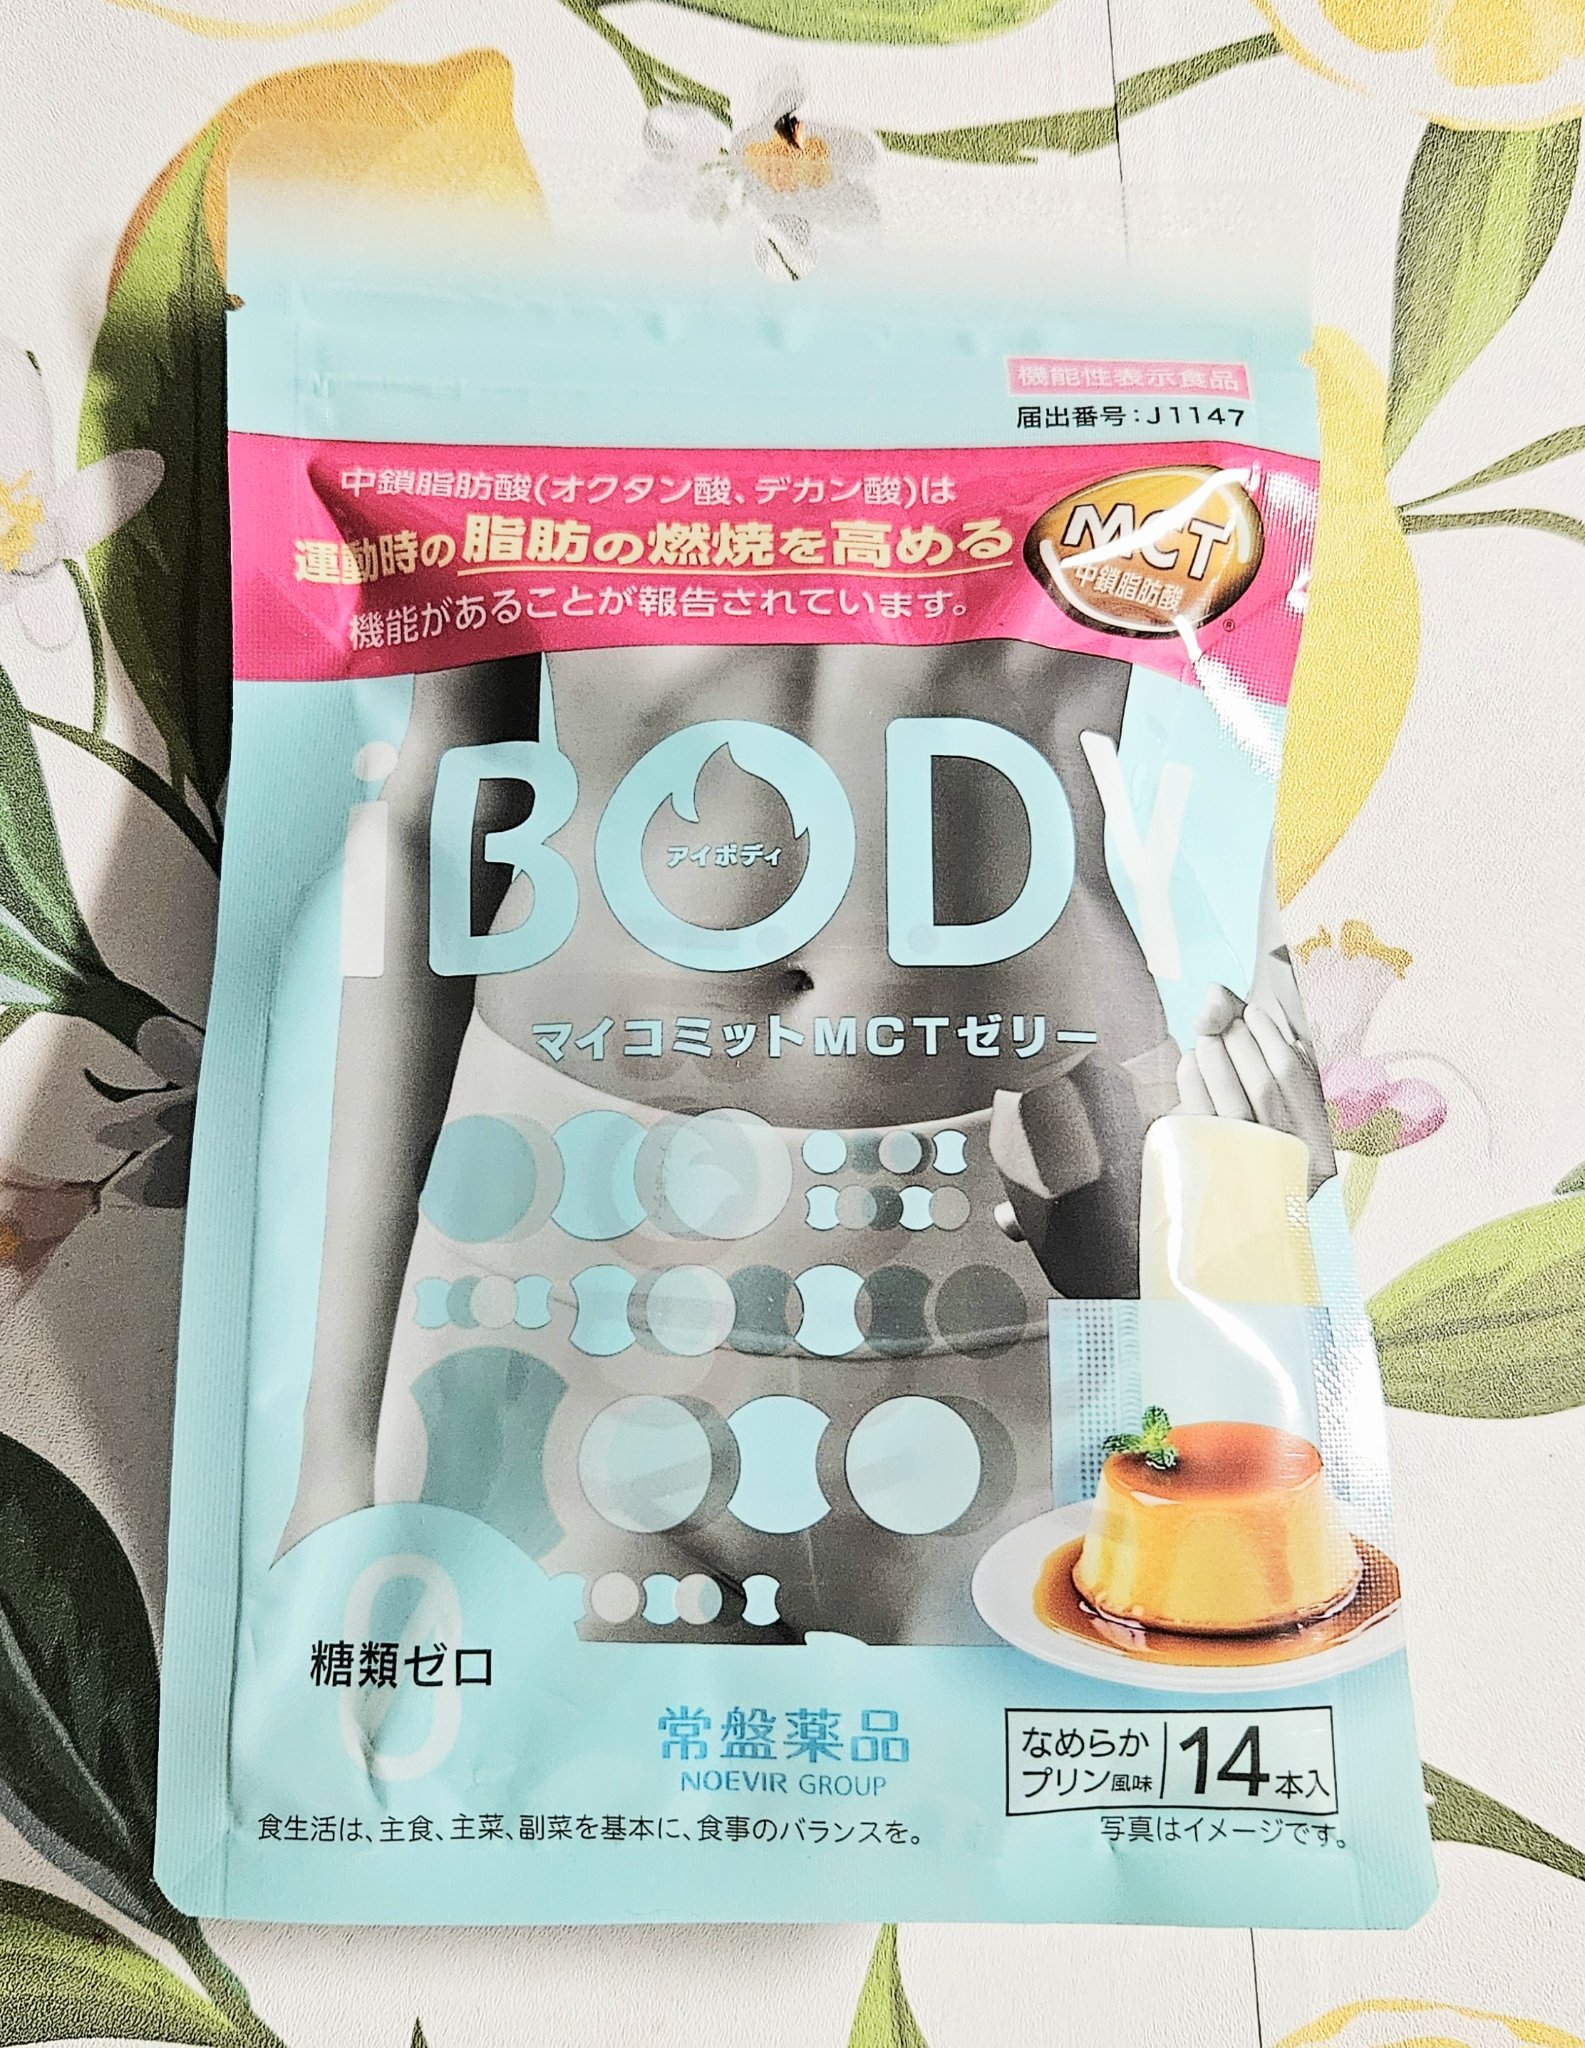 機能性表示食品
届出番号:J1147
中鎖脂肪酸(オクタン酸、デカン酸)は
運動時の脂肪の燃焼を高める
機能があることが報告されています。
MCT
中鎖脂肪酸
®
iBODY
アイボディ
マイコミットMCTゼリー
0
糖類ゼロ
常盤薬品
NOEVIR GROUP
なめらか
プリン風味
14本入
食生活は、主食、主菜、副菜を基本に、食事のバランスを。
写真はイメージです。